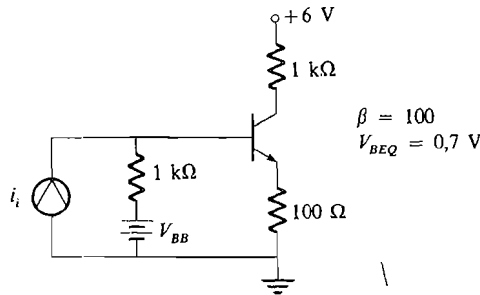 +6 V
1 kΩ
β = 100
V_BEQ = 0,7 V
1 kΩ
i_i
100 Ω
V_BB